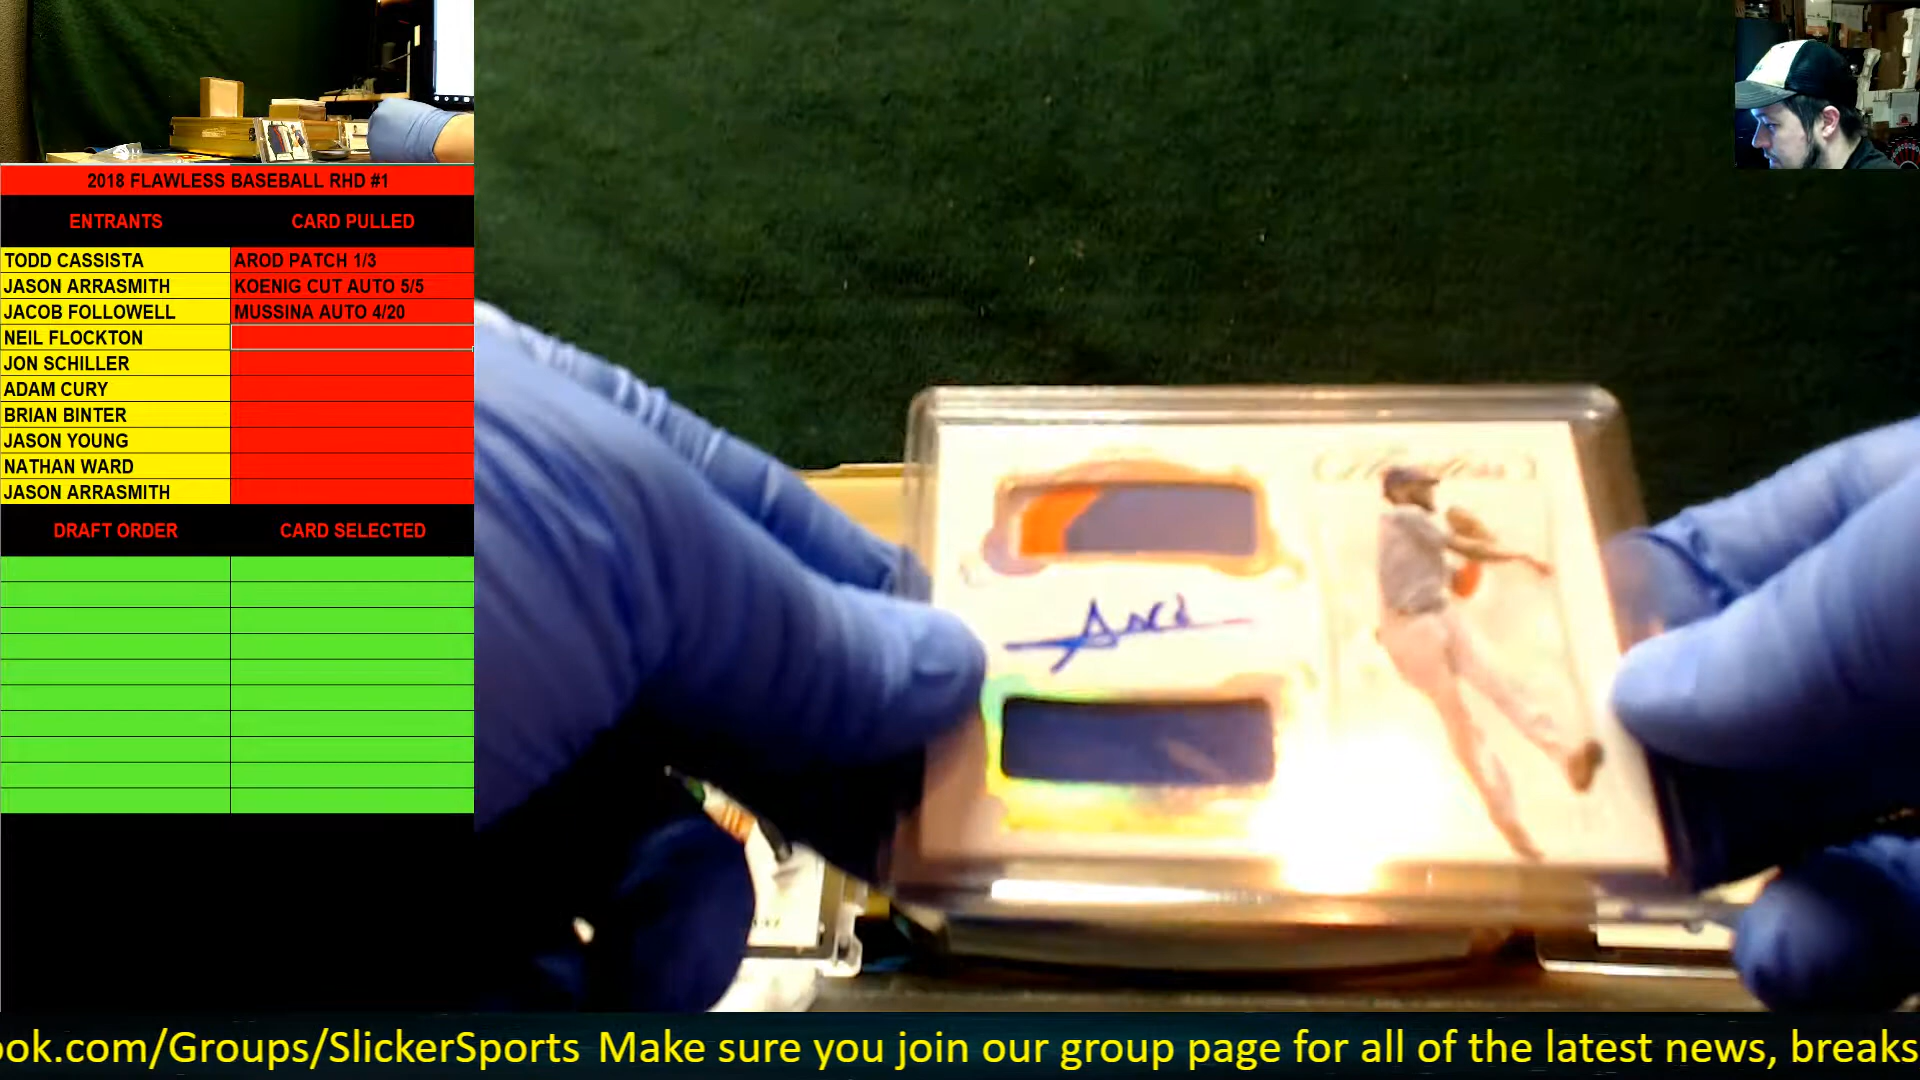 2018 FLAWLESS BASEBALL RHD #1
ENTRANTS CARD PULLED
TODD CASSISTA AROD PATCH 1/3
JASON ARRASMITH KOENIG CUT AUTO 5/5
JACOB FOLLOWELL MUSSINA AUTO 4/20
NEIL FLOCKTON
JON SCHILLER
ADAM CURY
BRIAN BINTER
JASON YOUNG
NATHAN WARD
JASON ARRASMITH
DRAFT ORDER CARD SELECTED
Flawless
ook.com/Groups/SlickerSports Make sure you join our group page for all of the latest news, breaks